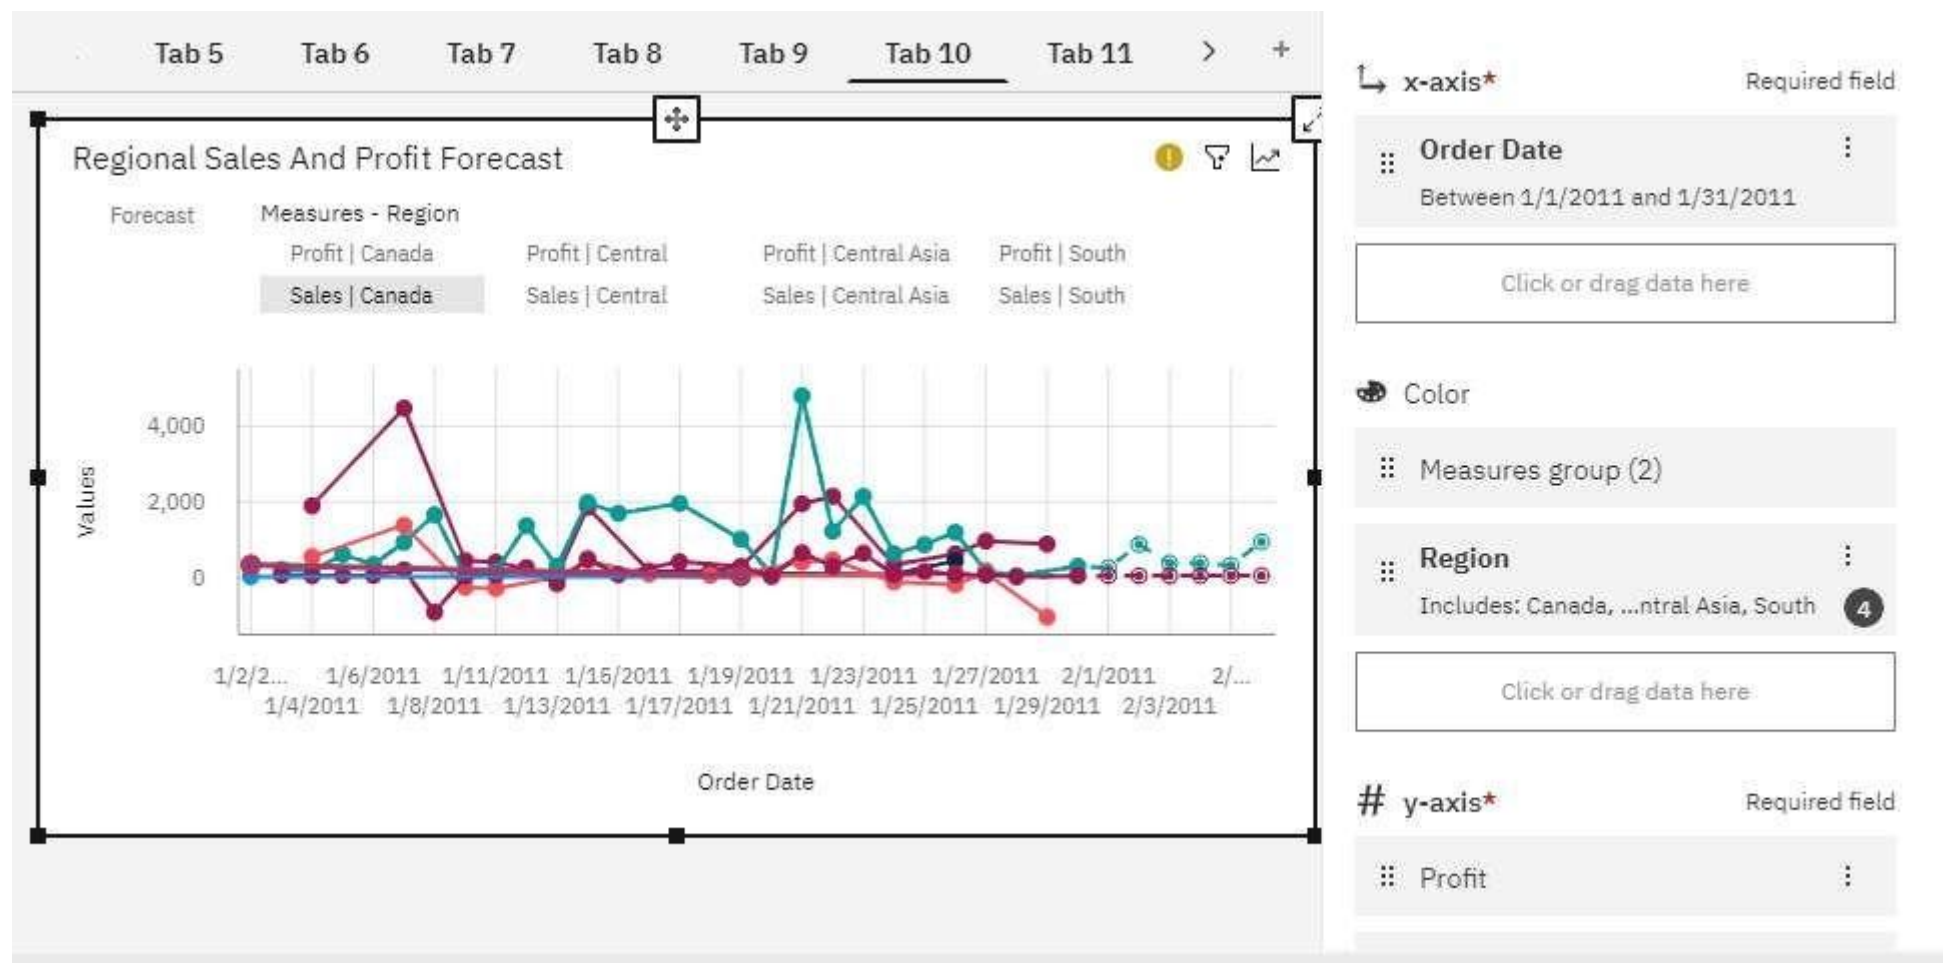 Tab 5 Tab 6 Tab 7 Tab 8 Tab 9 Tab 10 Tab 11 > +
Regional Sales And Profit Forecast
Forecast Measures - Region
Profit | Canada Profit | Central Profit | Central Asia Profit | South
Sales | Canada Sales | Central Sales | Central Asia Sales | South
Values
4,000
2,000
0
1/2/2... 1/6/2011 1/11/2011 1/16/2011 1/19/2011 1/23/2011 1/27/2011 2/1/2011 2/...
1/4/2011 1/8/2011 1/13/2011 1/17/2011 1/21/2011 1/25/2011 1/29/2011 2/3/2011
Order Date
x-axis* Required field
Order Date
Between 1/1/2011 and 1/31/2011
Click or drag data here
Color
Measures group (2)
Region
Includes: Canada, ...ntral Asia, South 4
Click or drag data here
# y-axis* Required field
Profit